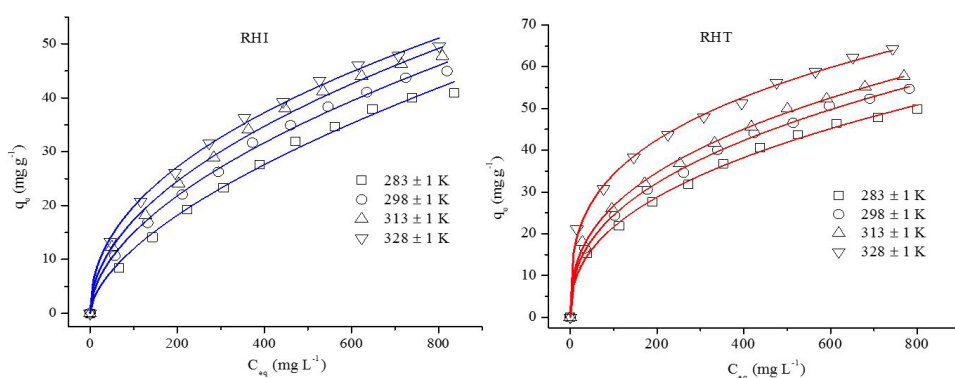 RHI
50
40
30
20
10
0
qₑ (mg g⁻¹)
283 ± 1 K
298 ± 1 K
313 ± 1 K
328 ± 1 K
0 200 400 600 800
C_eq (mg L⁻¹)
RHT
70
60
50
40
30
20
10
0
qₑ (mg g⁻¹)
283 ± 1 K
298 ± 1 K
313 ± 1 K
328 ± 1 K
0 200 400 600 800
C_eq (mg L⁻¹)